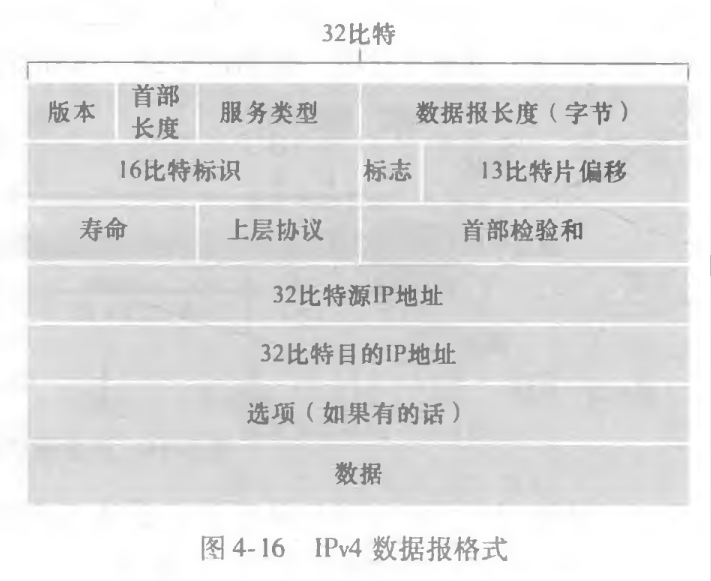 32比特
版本 首部长度 服务类型 数据报长度（字节）
16比特标识 标志 13比特片偏移
寿命 上层协议 首部检验和
32比特源IP地址
32比特目的IP地址
选项（如果有的话）
数据
图4-16 IPv4 数据报格式